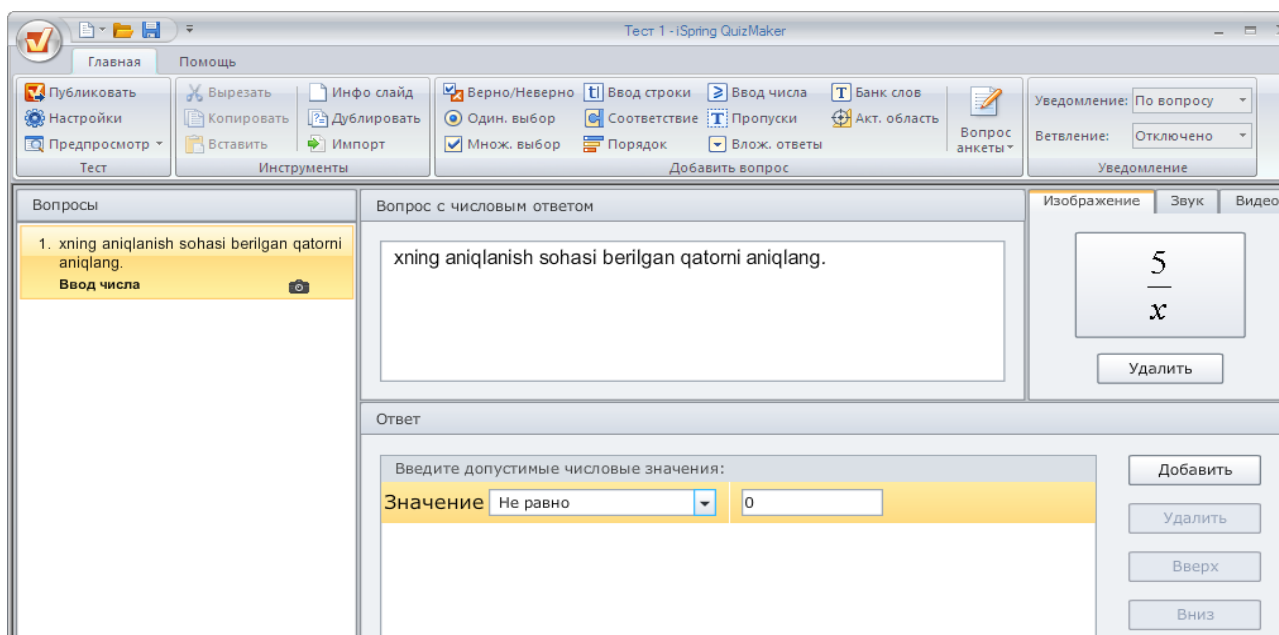 Тест 1 - iSpring QuizMaker
Главная Помощь
Публиковать Вырезать Инфо слайд Верно/Неверно Ввод строки Ввод числа Банк слов
Настройки Копировать Дублировать Один. выбор Соответствие Пропуски Акт. область
Предпросмотр Вставить Импорт Множ. выбор Порядок Влож. ответы
Вопрос
анкеты
Уведомление: По вопросу
Ветвление: Отключено
Тест Инструменты Добавить вопрос Уведомление
Вопросы
1. xning aniqlanish sohasi berilgan qatorni
aniqlang.
Ввод числа
Вопрос с числовым ответом
xning aniqlanish sohasi berilgan qatorni aniqlang.
Изображение Звук Видео
5
x
Удалить
Ответ
Введите допустимые числовые значения:
Значение Не равно 0
Добавить
Удалить
Вверх
Вниз